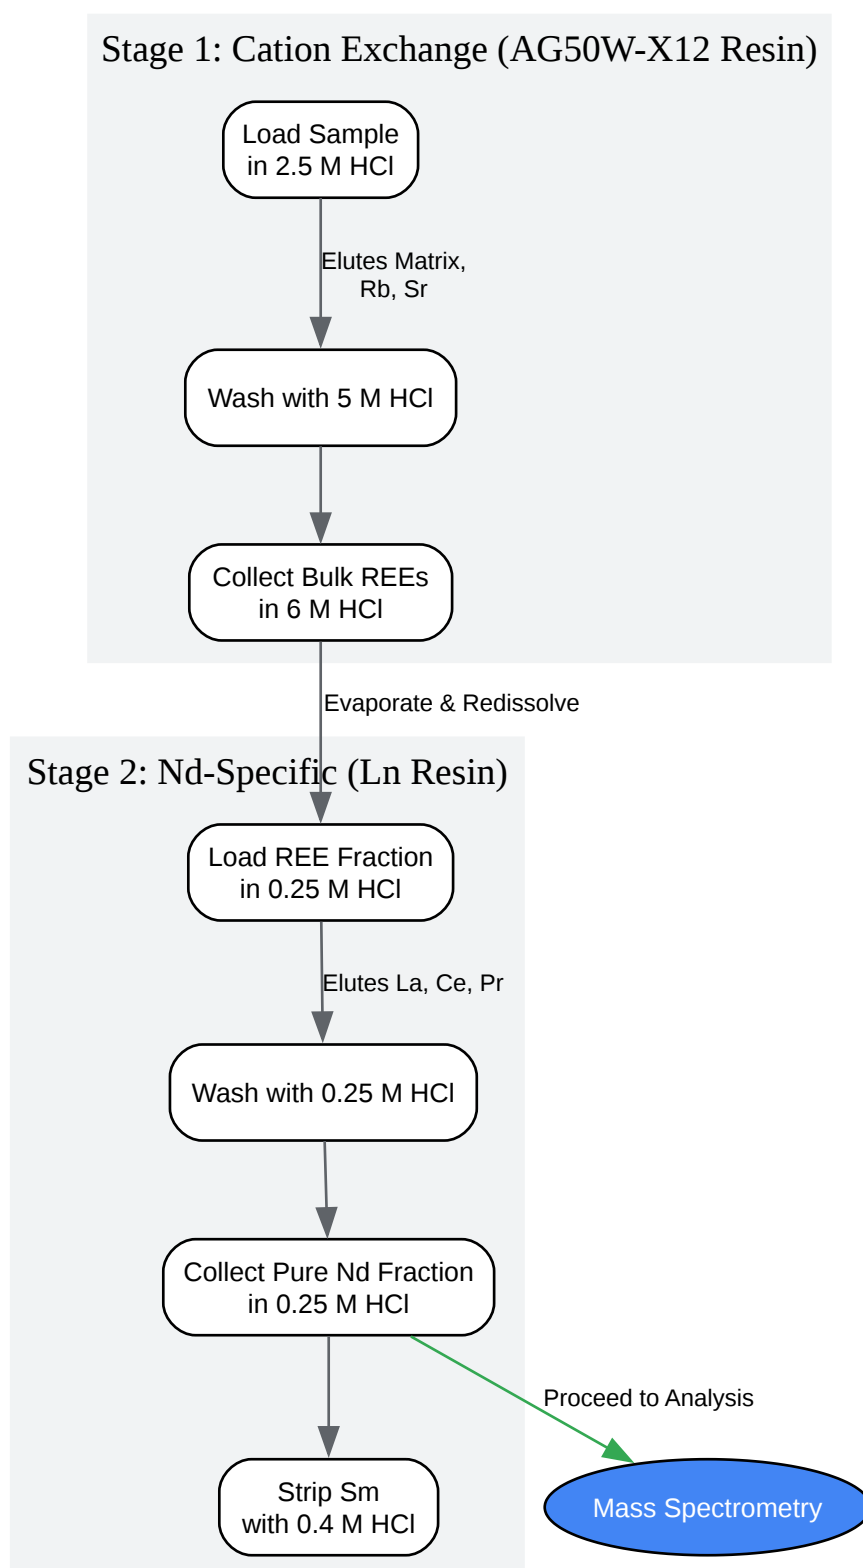 Stage 1: Cation Exchange (AG50W-X12 Resin)
Load Sample
in 2.5 M HCl
Elutes Matrix,
Rb, Sr
Wash with 5 M HCl
Collect Bulk REEs
in 6 M HCl
Evaporate & Redissolve
Stage 2: Nd-Specific (Ln Resin)
Load REE Fraction
in 0.25 M HCl
Elutes La, Ce, Pr
Wash with 0.25 M HCl
Collect Pure Nd Fraction
in 0.25 M HCl
Proceed to Analysis
Strip Sm
with 0.4 M HCl
Mass Spectrometry